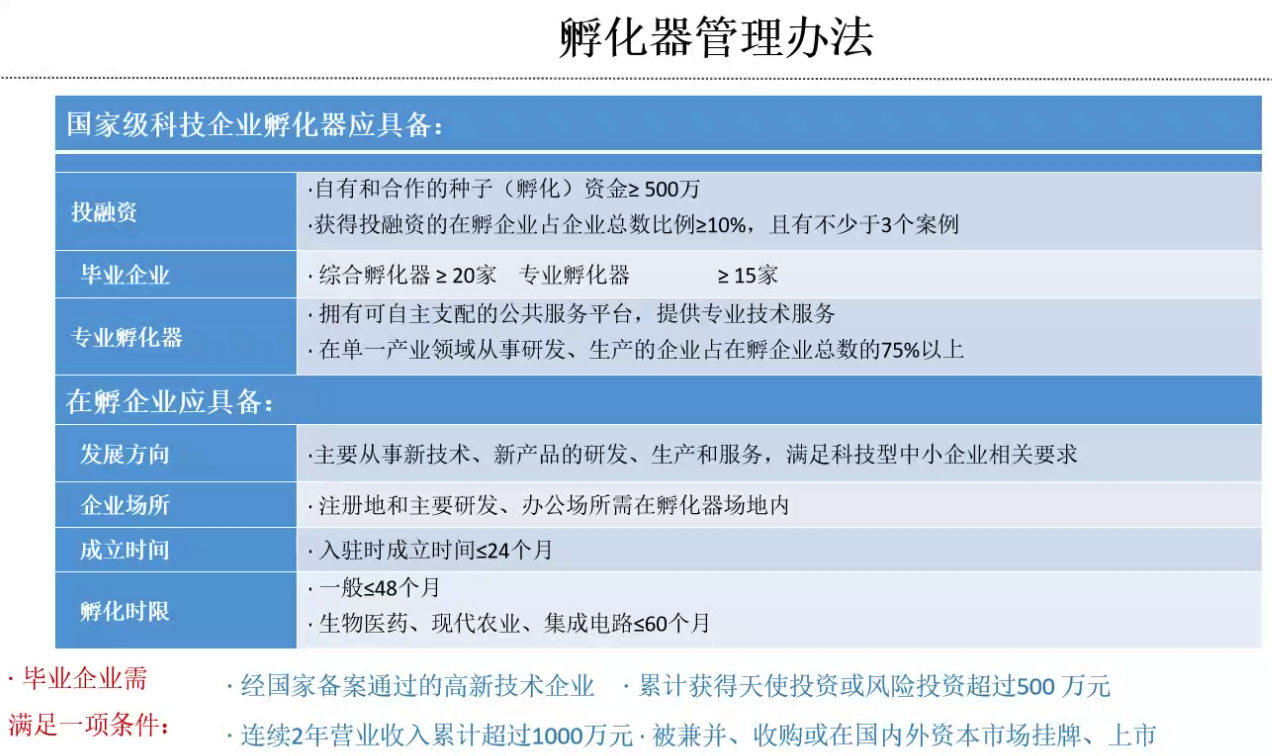 孵化器管理办法
国家级科技企业孵化器应具备：
投融资
·自有和合作的种子（孵化）资金≥ 500万
·获得投融资的在孵企业占企业总数比例≥10%，且有不少于3个案例
毕业企业
· 综合孵化器 ≥ 20家 专业孵化器 ≥ 15家
专业孵化器
· 拥有可自主支配的公共服务平台，提供专业技术服务
· 在单一产业领域从事研发、生产的企业占在孵企业总数的75%以上
在孵企业应具备：
发展方向
·主要从事新技术、新产品的研发、生产和服务，满足科技型中小企业相关要求
企业场所
· 注册地和主要研发、办公场所需在孵化器场地内
成立时间
· 入驻时成立时间≤24个月
孵化时限
· 一般≤48个月
· 生物医药、现代农业、集成电路≤60个月
· 毕业企业需
满足一项条件：
· 经国家备案通过的高新技术企业 · 累计获得天使投资或风险投资超过500 万元
· 连续2年营业收入累计超过1000万元 · 被兼并、收购或在国内外资本市场挂牌、上市